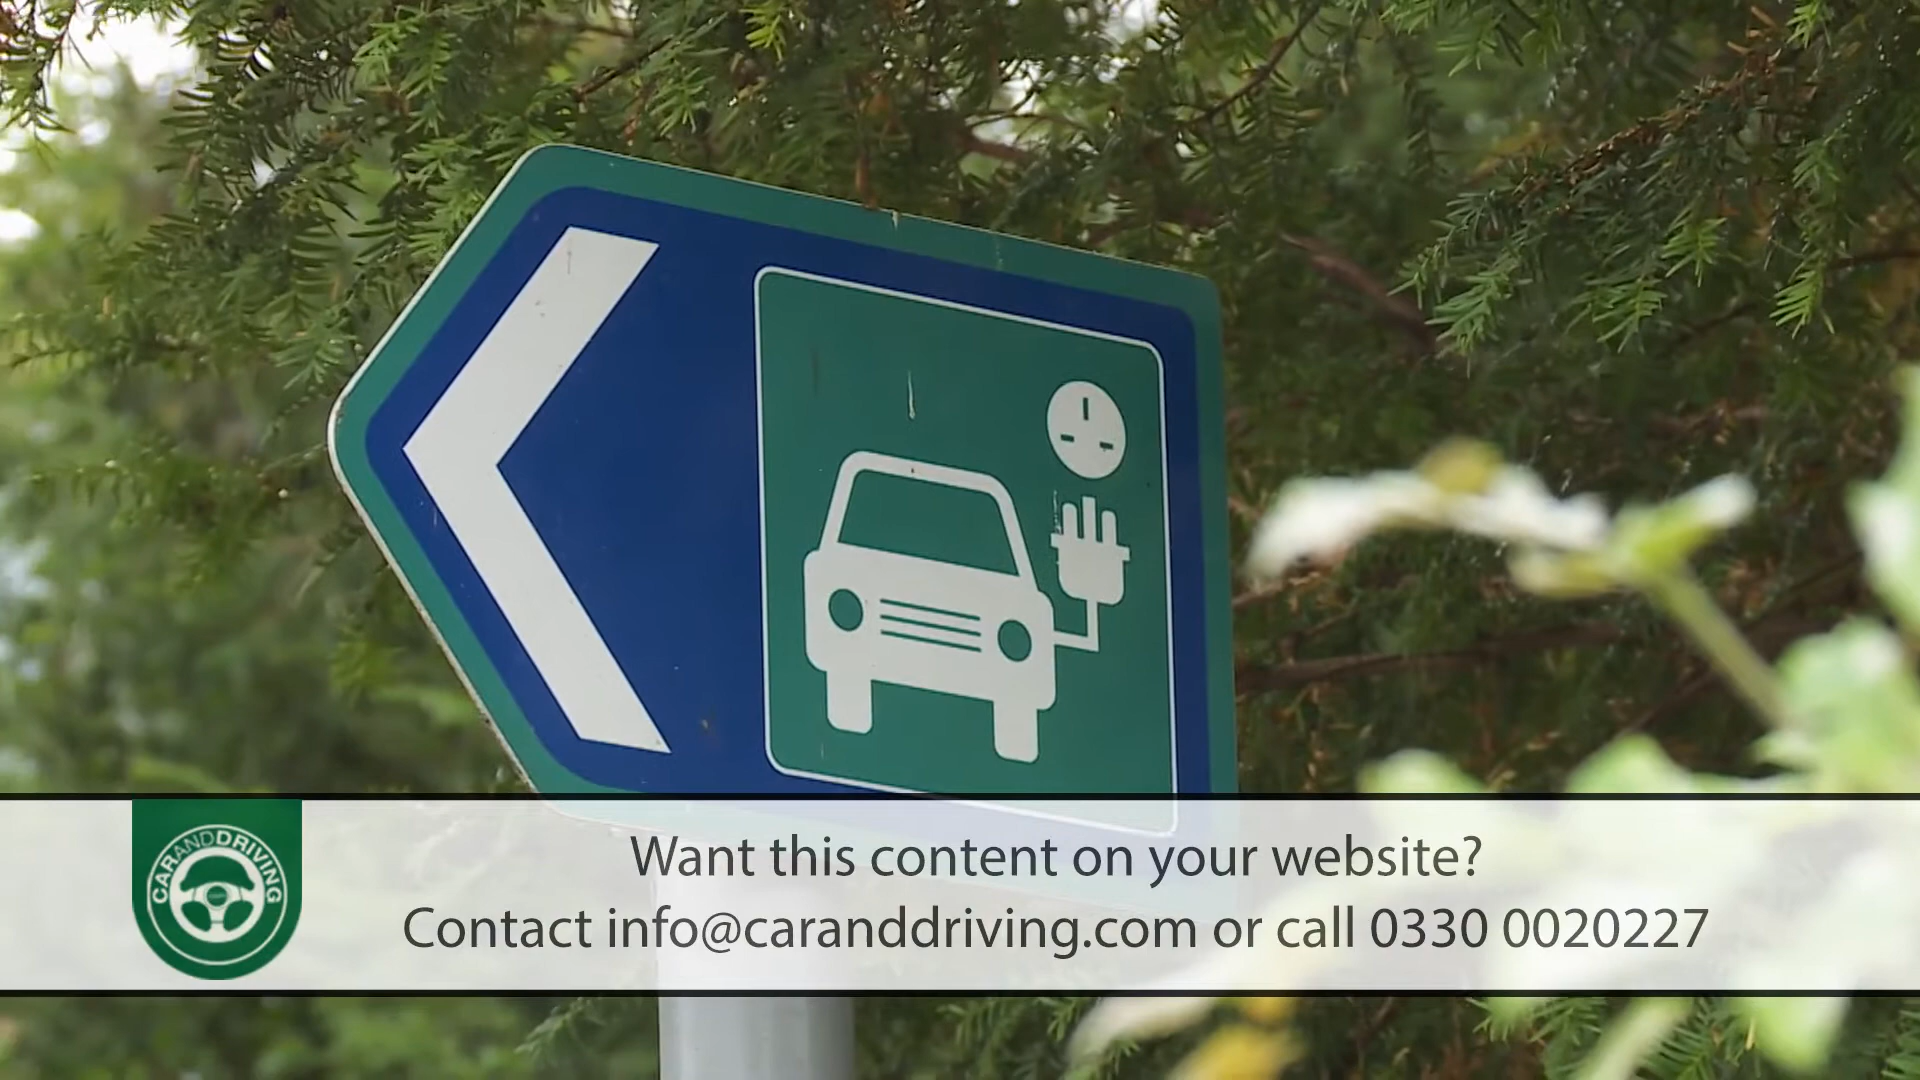 CARANDDRIVING
Want this content on your website?
Contact info@caranddriving.com or call 0330 0020227